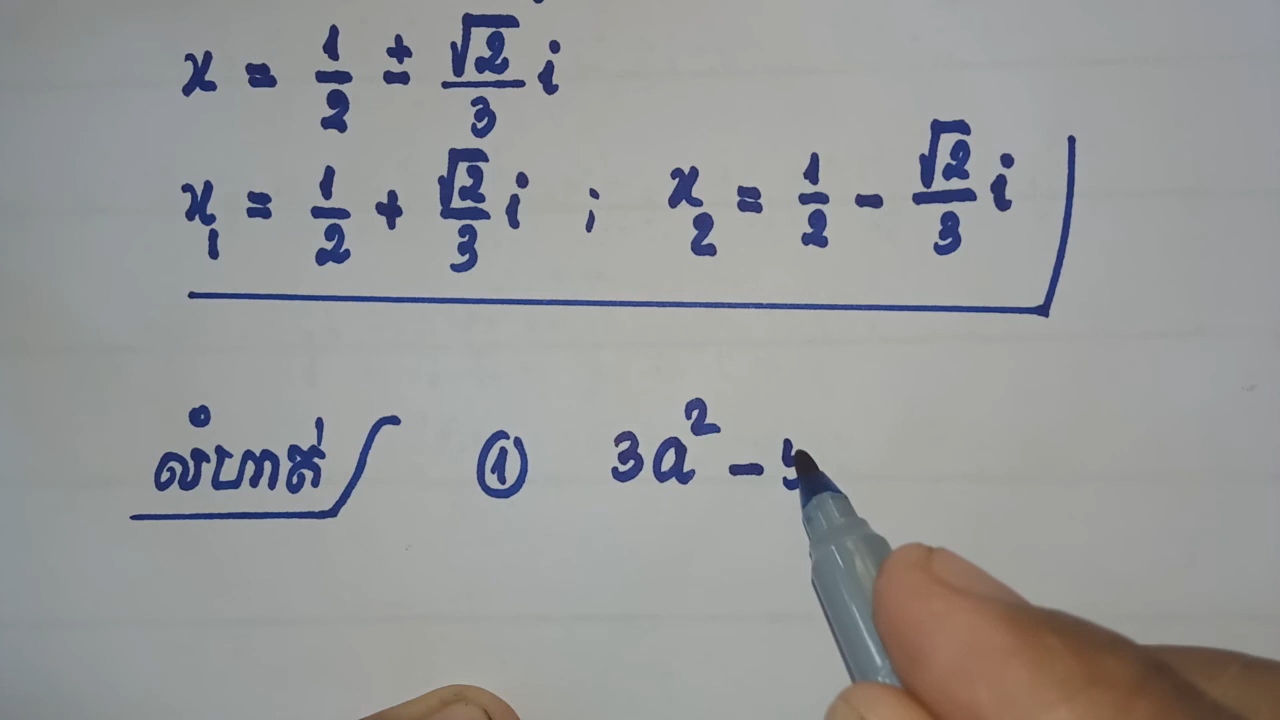 x = 1/2 ± √2/3 i
x₁ = 1/2 + √2/3 i ; x₂ = 1/2 - √2/3 i
លំហាត់ ① 3a² -